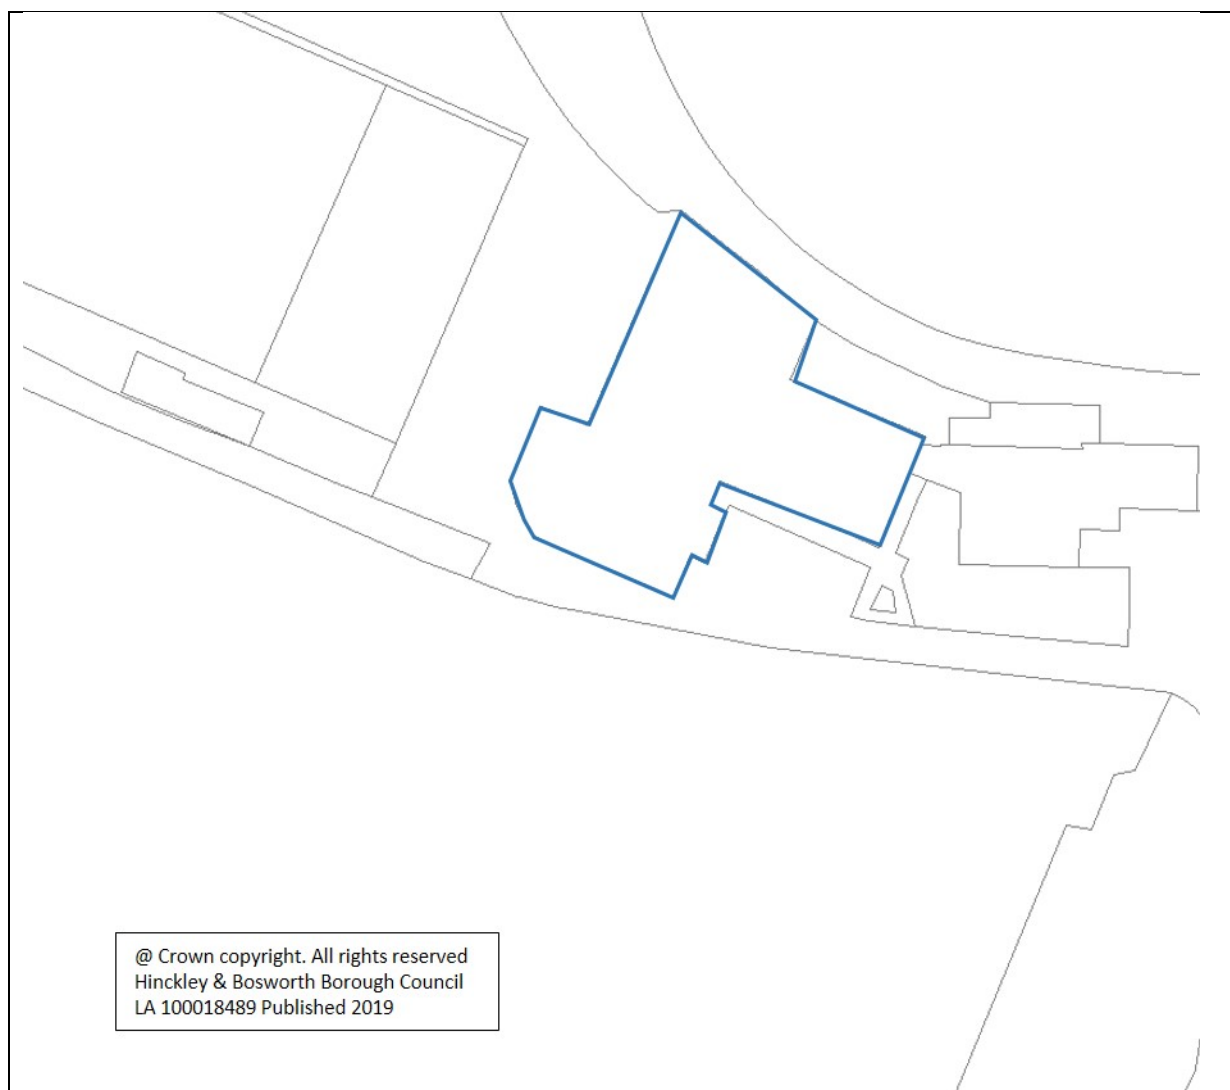 @ Crown copyright. All rights reserved
Hinckley & Bosworth Borough Council
LA 100018489 Published 2019